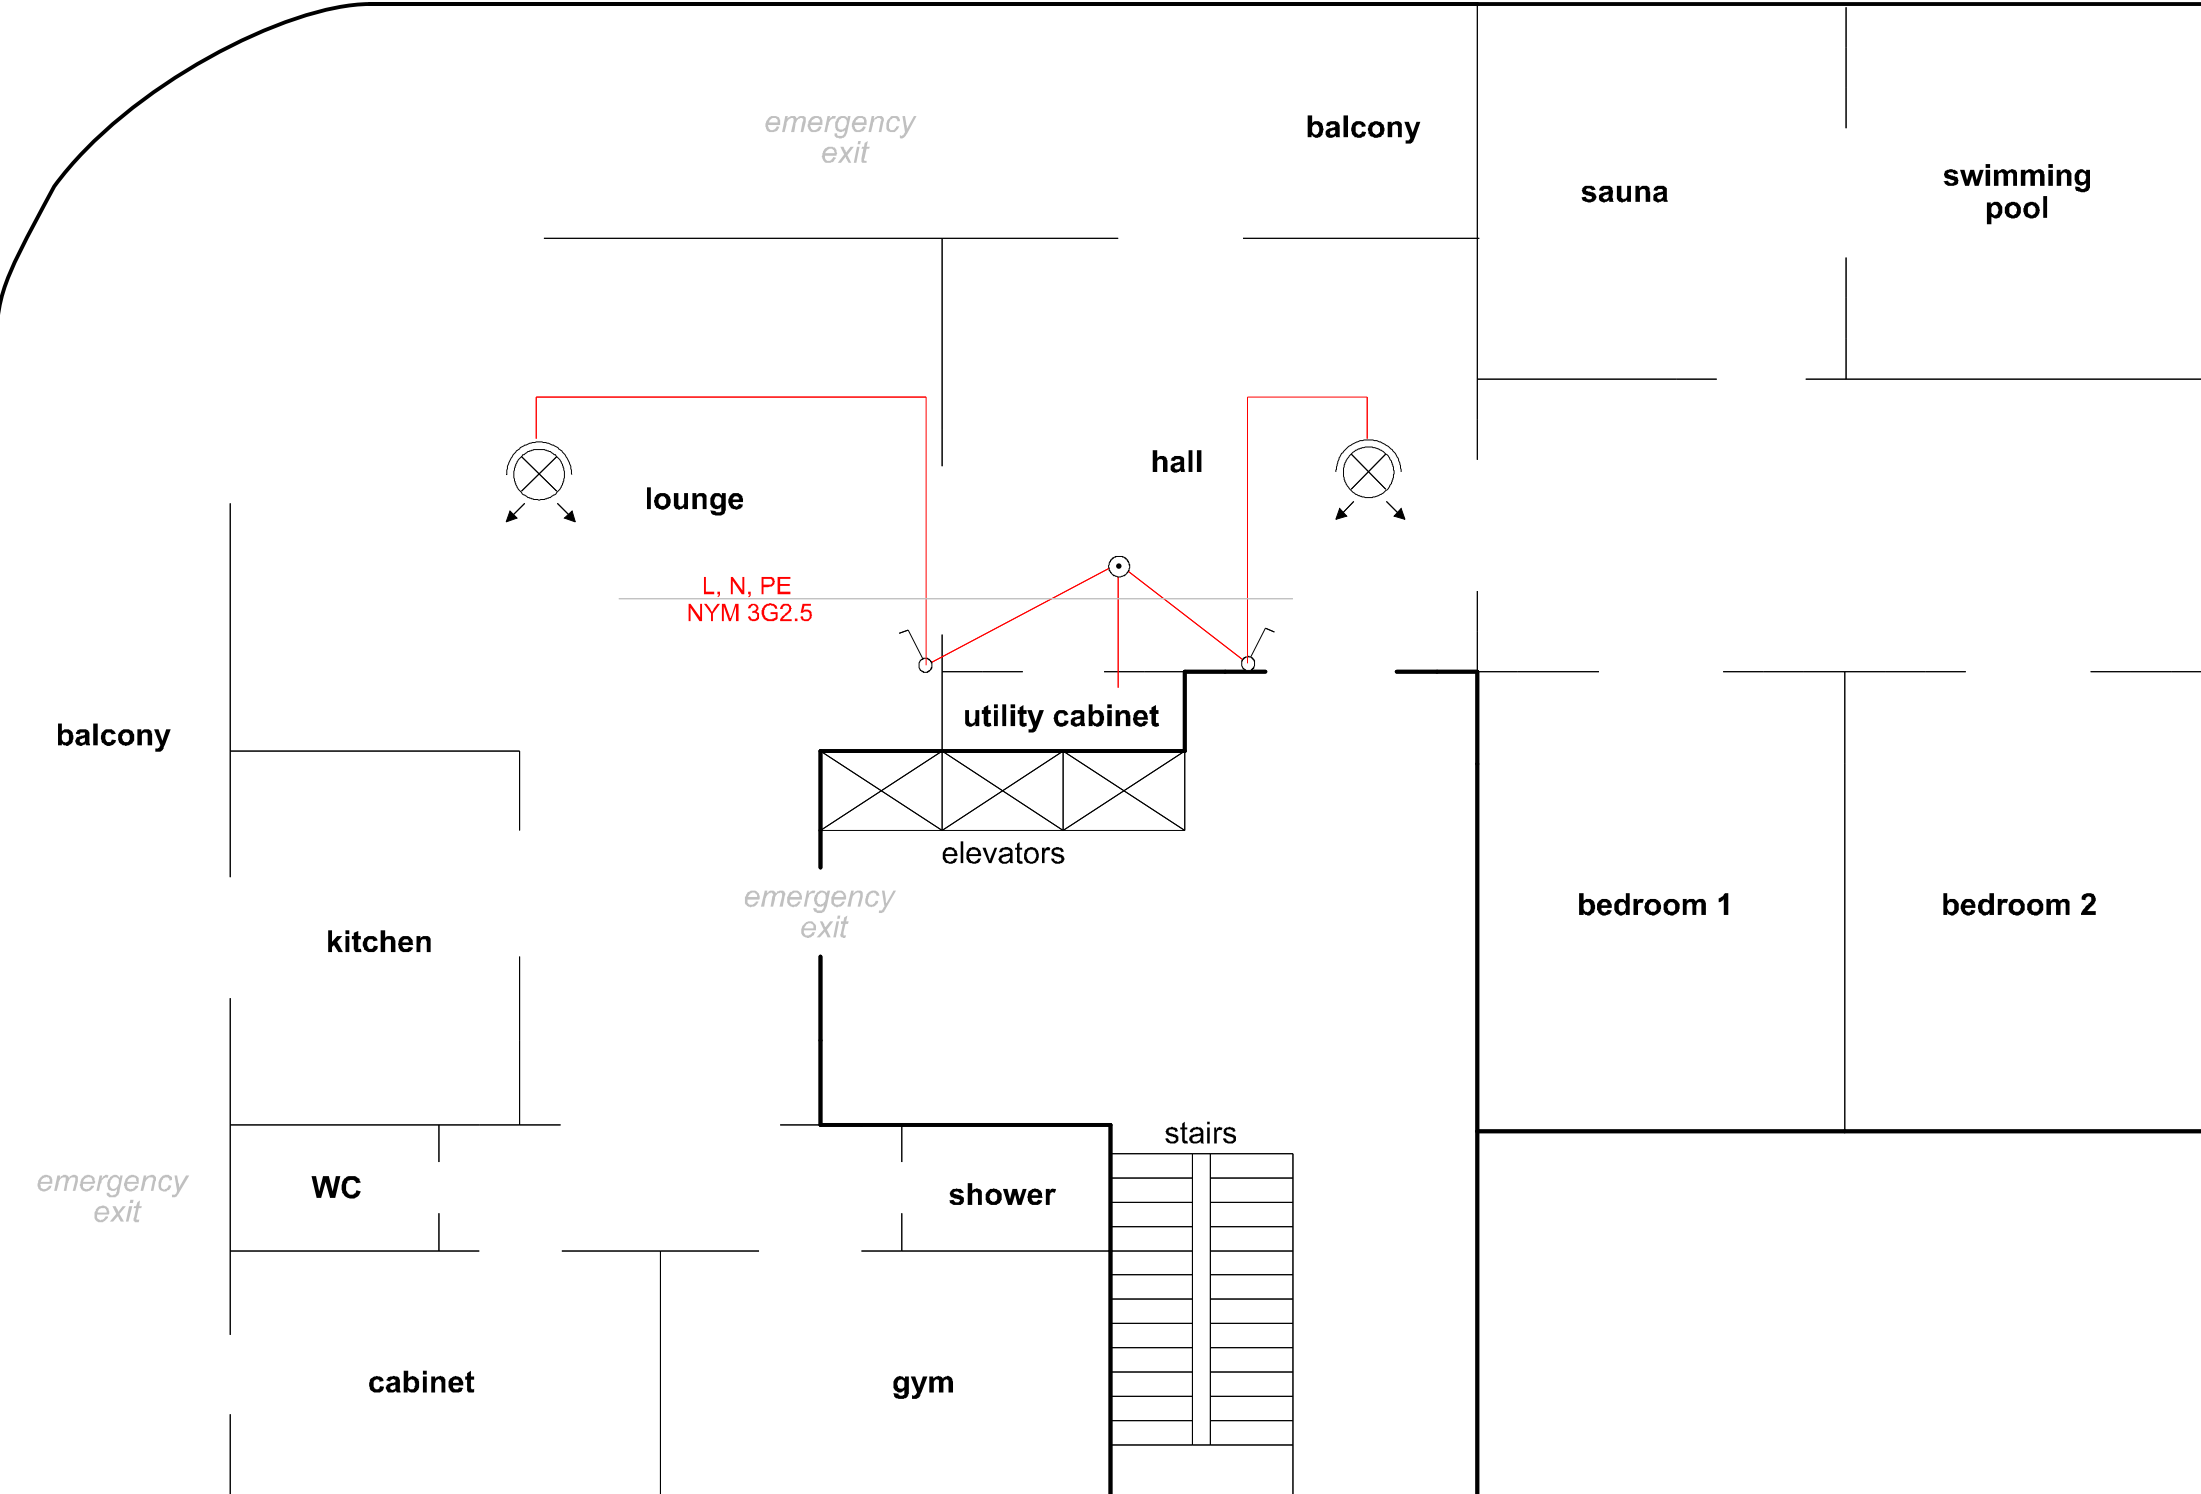 emergency
exit
balcony
sauna
swimming
pool
hall
lounge
L, N, PE
NYM 3G2.5
utility cabinet
balcony
elevators
emergency
exit
kitchen
bedroom 1
bedroom 2
stairs
emergency
exit
WC
shower
cabinet
gym